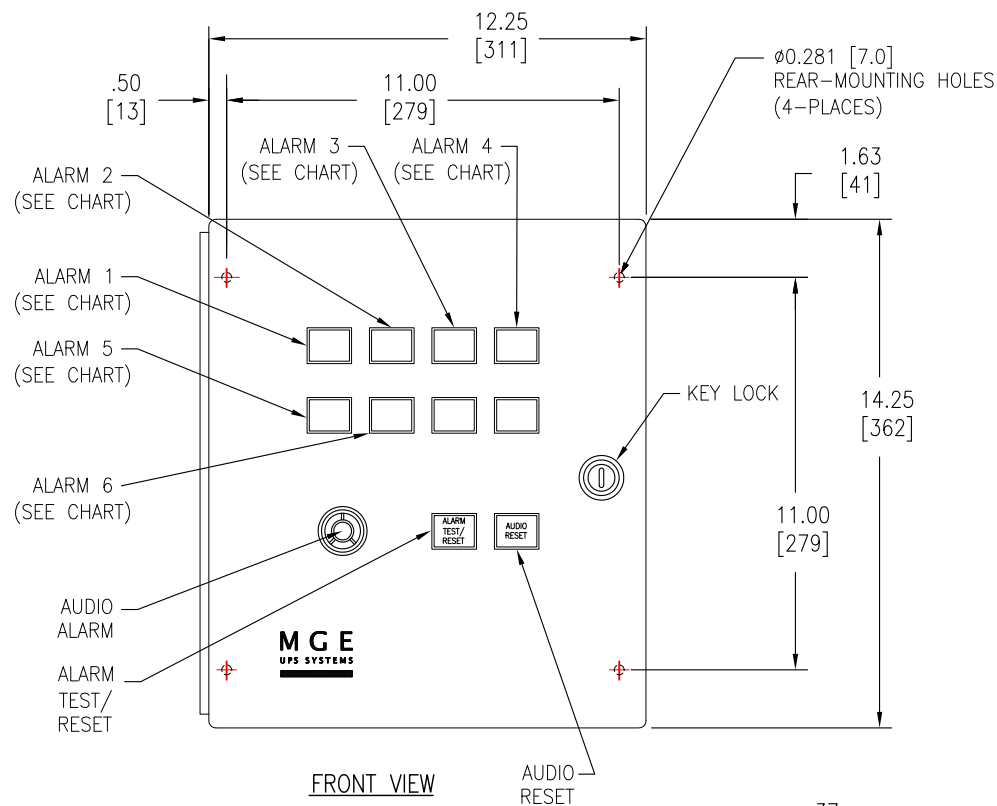 12.25
[311]
.50
[13]
11.00
[279]
ø0.281 [7.0]
REAR-MOUNTING HOLES
(4-PLACES)
1.63
[41]
ALARM 3
(SEE CHART)
ALARM 4
(SEE CHART)
ALARM 2
(SEE CHART)
ALARM 1
(SEE CHART)
ALARM 5
(SEE CHART)
KEY LOCK
14.25
[362]
ALARM 6
(SEE CHART)
11.00
[279]
ALARM
TEST/
RESET
AUDIO
RESET
AUDIO
ALARM
MGE
UPS SYSTEMS
ALARM
TEST/
RESET
FRONT VIEW
AUDIO
RESET